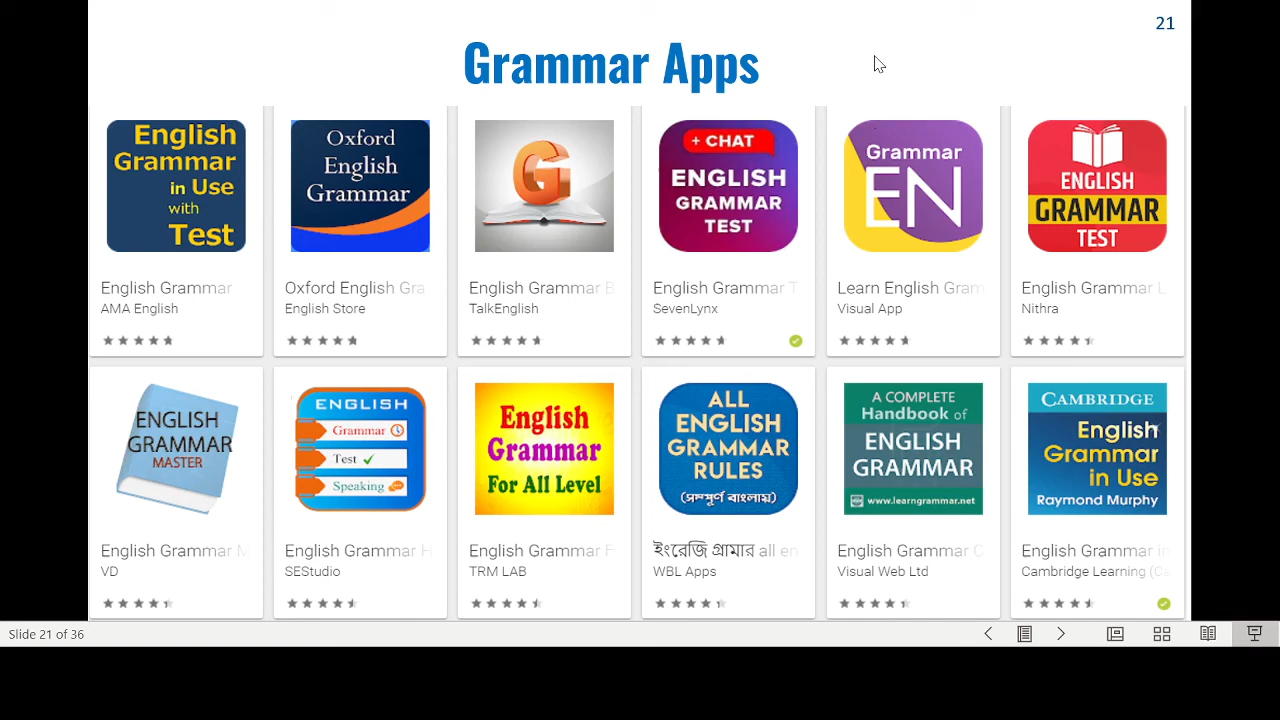 21
Grammar Apps
English
Grammar
in Use
with
Test
English Grammar
AMA English
Oxford
English
Grammar
Oxford English Gra
English Store
G
English Grammar B
TalkEnglish
+ CHAT
ENGLISH
GRAMMAR
TEST
English Grammar T
SevenLynx
Grammar
EN
Learn English Gram
Visual App
ENGLISH
GRAMMAR
TEST
English Grammar L
Nithra
ENGLISH
GRAMMAR
MASTER
English Grammar M
VD
ENGLISH
Grammar
Test
Speaking
English Grammar H
SEStudio
English
Grammar
For All Level
English Grammar F
TRM LAB
ALL
ENGLISH
GRAMMAR
RULES
(সম্পূর্ণ বাংলায়)
ইংরেজি গ্রামার all en
WBL Apps
A COMPLETE
Handbook of
ENGLISH
GRAMMAR
www.learngrammar.net
English Grammar C
Visual Web Ltd
CAMBRIDGE
English
Grammar
in Use
Raymond Murphy
English Grammar in
Cambridge Learning (Ca
Slide 21 of 36